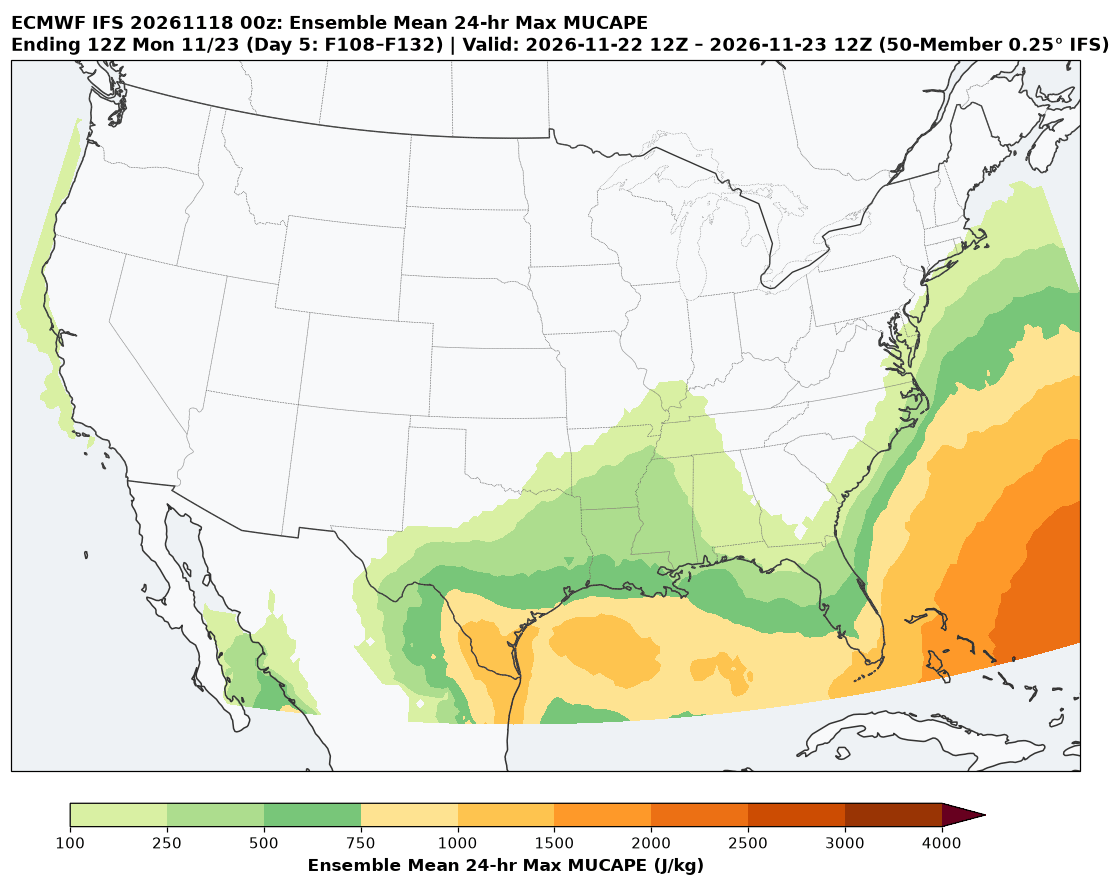 ECMWF IFS 20261118 00z: Ensemble Mean 24-hr Max MUCAPE
Ending 12Z Mon 11/23 (Day 5: F108–F132) | Valid: 2026-11-22 12Z – 2026-11-23 12Z (50-Member 0.25° IFS)
100 250 500 750 1000 1500 2000 2500 3000 4000
Ensemble Mean 24-hr Max MUCAPE (J/kg)